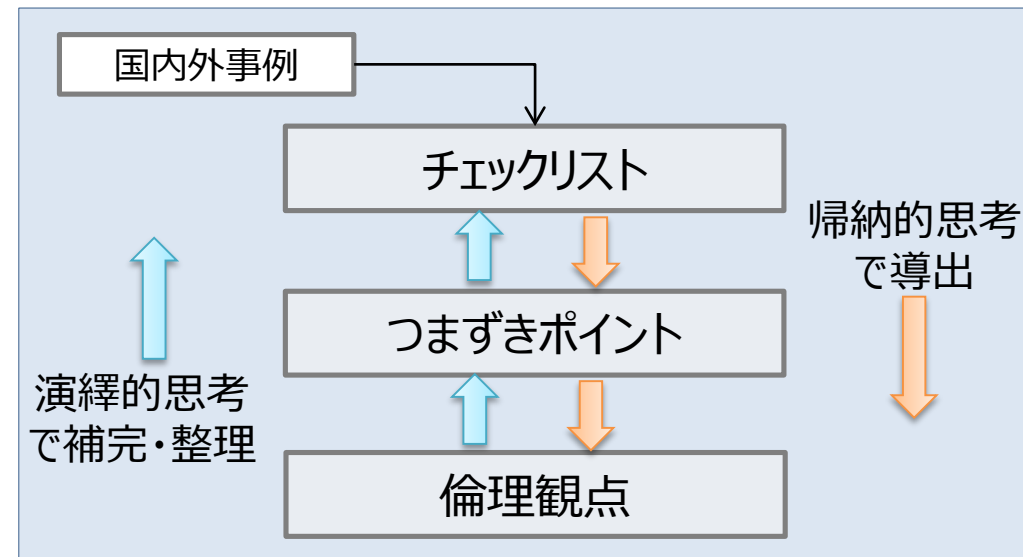 国内外事例
チェックリスト
帰納的思考
で導出
つまずきポイント
演繹的思考
で補完・整理
倫理観点